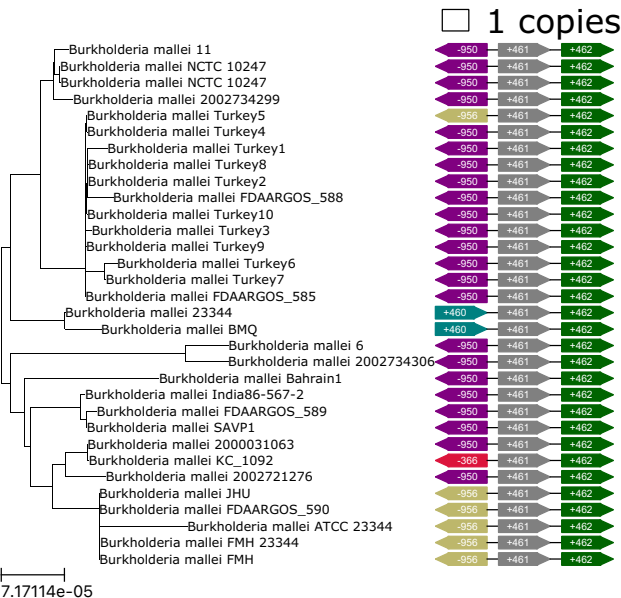 1 copies
Burkholderia mallei 11 -950 +461 +462
Burkholderia mallei NCTC 10247 -950 +461 +462
Burkholderia mallei NCTC 10247 -950 +461 +462
Burkholderia mallei 2002734299 -950 +461 +462
Burkholderia mallei Turkey5 -956 +461 +462
Burkholderia mallei Turkey4 -950 +461 +462
Burkholderia mallei Turkey1 -950 +461 +462
Burkholderia mallei Turkey8 -950 +461 +462
Burkholderia mallei Turkey2 -950 +461 +462
Burkholderia mallei FDAARGOS_588 -950 +461 +462
Burkholderia mallei Turkey10 -950 +461 +462
Burkholderia mallei Turkey3 -950 +461 +462
Burkholderia mallei Turkey9 -950 +461 +462
Burkholderia mallei Turkey6 -950 +461 +462
Burkholderia mallei Turkey7 -950 +461 +462
Burkholderia mallei FDAARGOS_585 -950 +461 +462
Burkholderia mallei 23344 +460 +461 +462
Burkholderia mallei BMQ +460 +461 +462
Burkholderia mallei 6 -950 +461 +462
Burkholderia mallei 2002734306 -950 +461 +462
Burkholderia mallei Bahrain1 -950 +461 +462
Burkholderia mallei India86-567-2 -950 +461 +462
Burkholderia mallei FDAARGOS_589 -950 +461 +462
Burkholderia mallei SAVP1 -950 +461 +462
Burkholderia mallei 2000031063 -950 +461 +462
Burkholderia mallei KC_1092 -366 +461 +462
Burkholderia mallei 2002721276 -950 +461 +462
Burkholderia mallei JHU -956 +461 +462
Burkholderia mallei FDAARGOS_590 -956 +461 +462
Burkholderia mallei ATCC 23344 -956 +461 +462
Burkholderia mallei FMH 23344 -956 +461 +462
Burkholderia mallei FMH -956 +461 +462
7.17114e-05